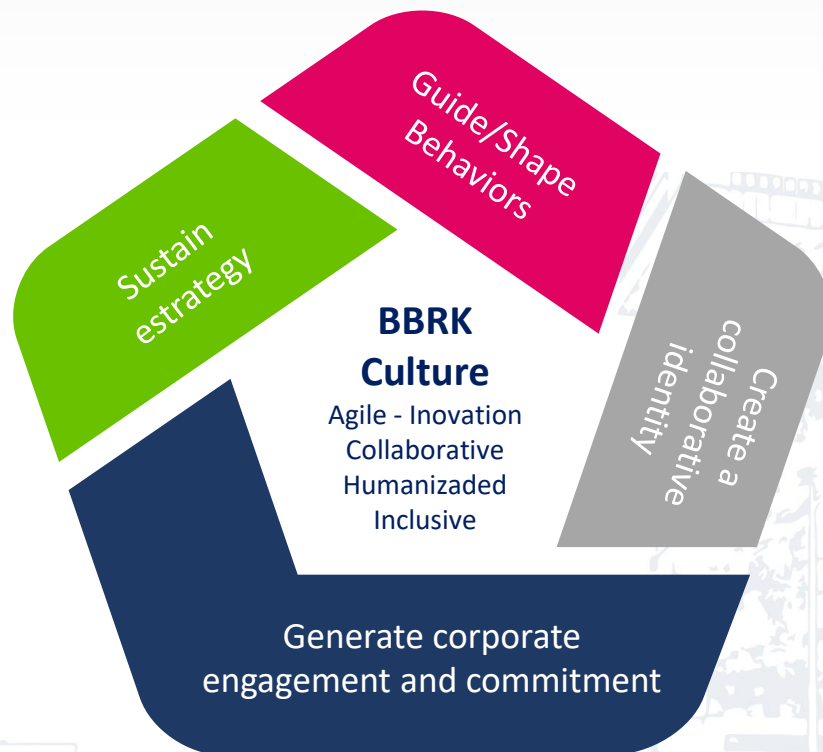 Guide/Shape
Behaviors
Sustain
estrategy
BBRK
Culture
Agile - Inovation
Collaborative
Humanizaded
Inclusive
Create a
collaborative
identity
Generate corporate
engagement and commitment